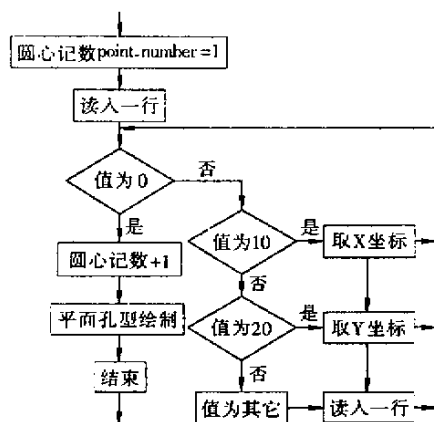 圆心记数point-number=1
读入一行
值为0
否
是
值为10
是
取X坐标
圆心记数+1
否
平面孔型绘制
值为20
是
取Y坐标
结束
否
值为其它
读入一行